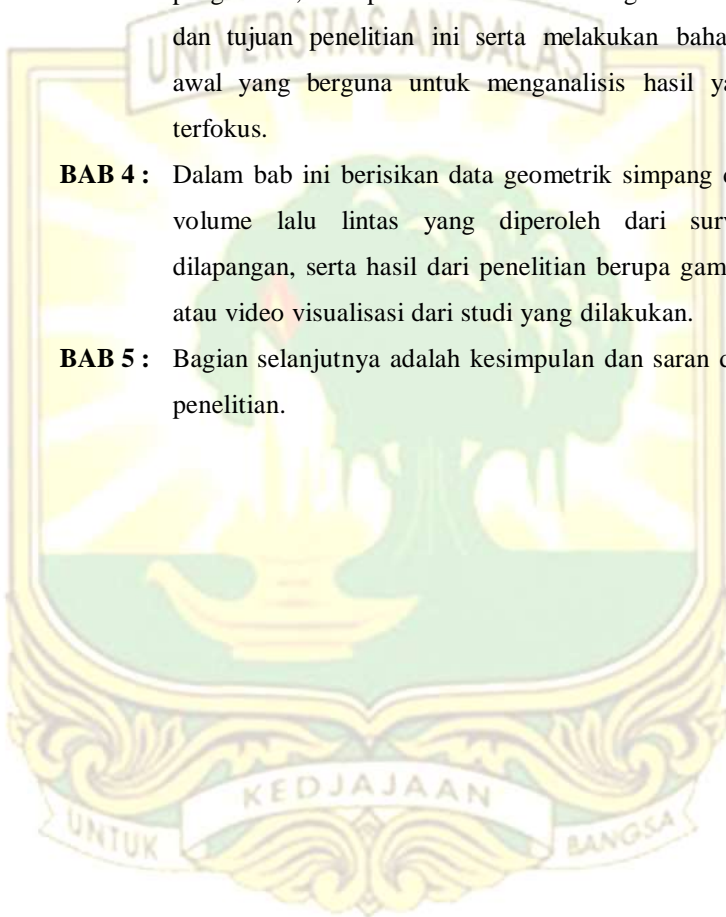 UNIVERSITAS ANDALAS
dan tujuan penelitian ini serta melakukan baha
awal yang berguna untuk menganalisis hasil ya
terfokus.
BAB 4 : Dalam bab ini berisikan data geometrik simpang
volume lalu lintas yang diperoleh dari surv
dilapangan, serta hasil dari penelitian berupa gam
atau video visualisasi dari studi yang dilakukan.
BAB 5 : Bagian selanjutnya adalah kesimpulan dan saran
penelitian.
UNTUK KEDJAJAAN BANGSA